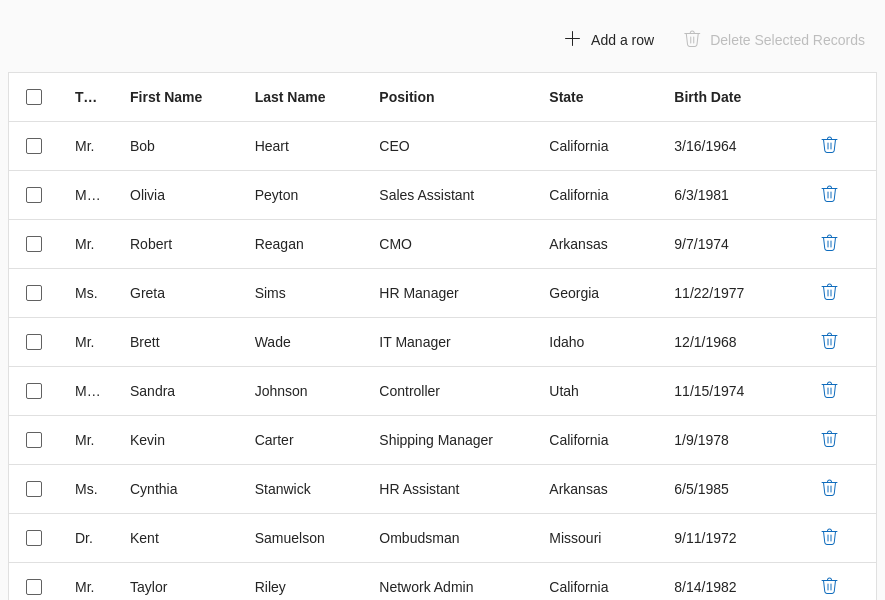 Add a row Delete Selected Records
T… First Name Last Name Position State Birth Date
Mr. Bob Heart CEO California 3/16/1964
M… Olivia Peyton Sales Assistant California 6/3/1981
Mr. Robert Reagan CMO Arkansas 9/7/1974
Ms. Greta Sims HR Manager Georgia 11/22/1977
Mr. Brett Wade IT Manager Idaho 12/1/1968
M… Sandra Johnson Controller Utah 11/15/1974
Mr. Kevin Carter Shipping Manager California 1/9/1978
Ms. Cynthia Stanwick HR Assistant Arkansas 6/5/1985
Dr. Kent Samuelson Ombudsman Missouri 9/11/1972
Mr. Taylor Riley Network Admin California 8/14/1982